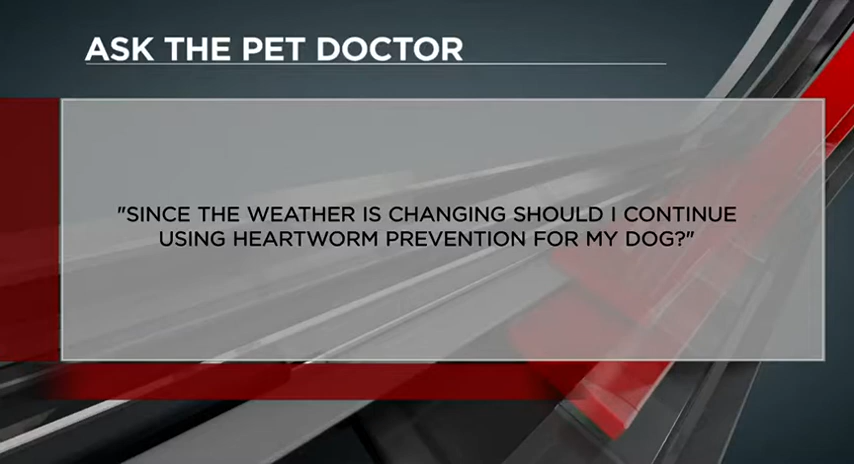 ASK THE PET DOCTOR
"SINCE THE WEATHER IS CHANGING SHOULD I CONTINUE
USING HEARTWORM PREVENTION FOR MY DOG?"